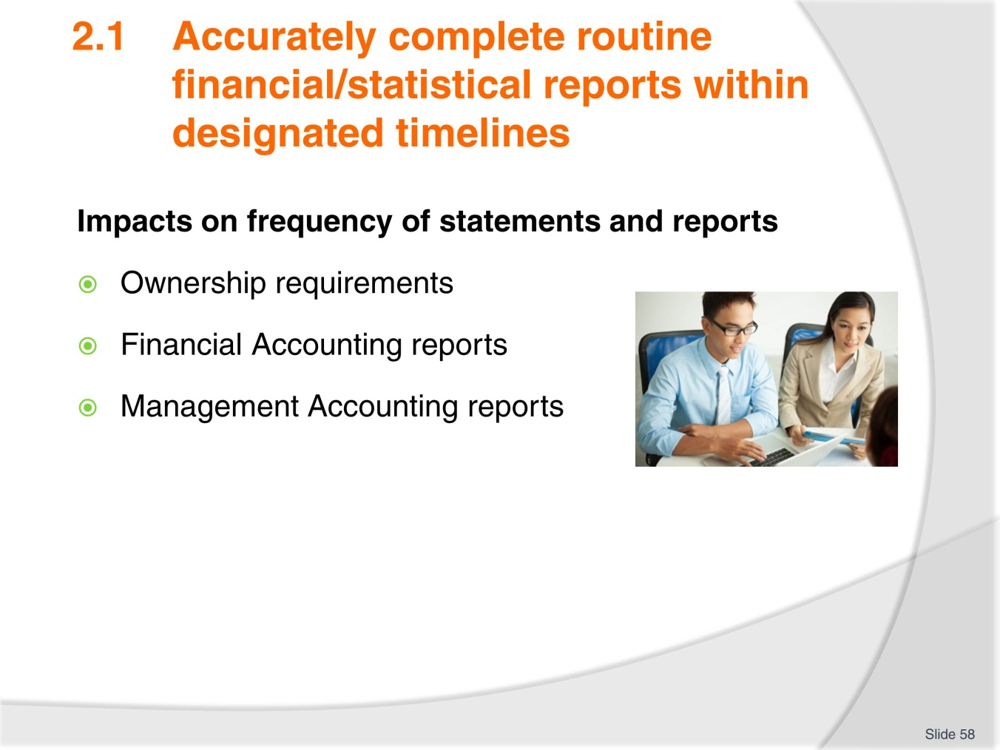 2.1 Accurately complete routine
financial/statistical reports within
designated timelines
Impacts on frequency of statements and reports
Ownership requirements
Financial Accounting reports
Management Accounting reports
Slide 58